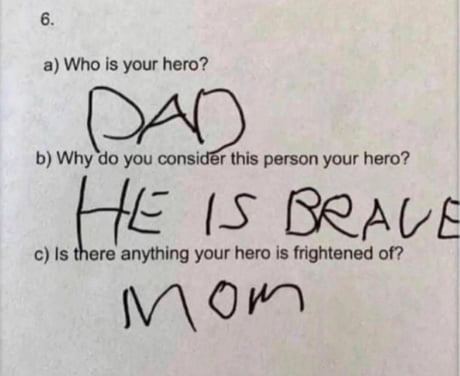 6.
a) Who is your hero?
DAD
b) Why do you consider this person your hero?
HE IS BRAVE
c) Is there anything your hero is frightened of?
MOM